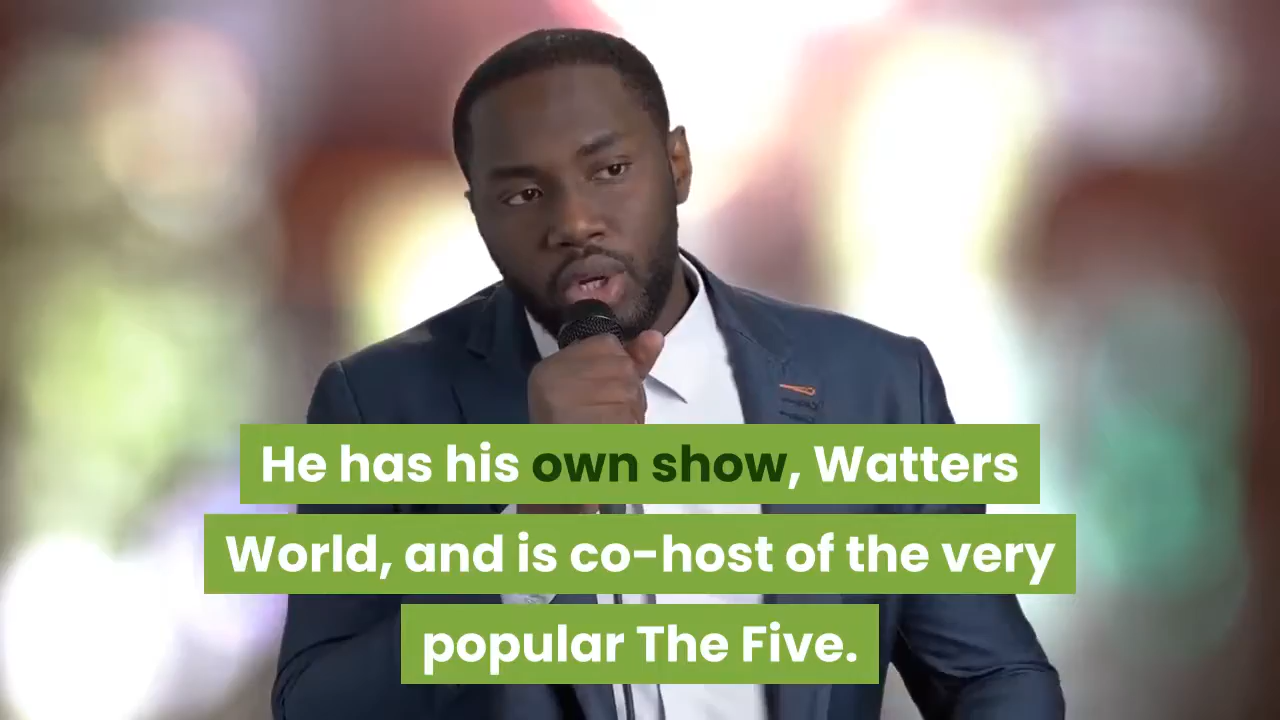 He has his own show, Watters
World, and is co-host of the very
popular The Five.